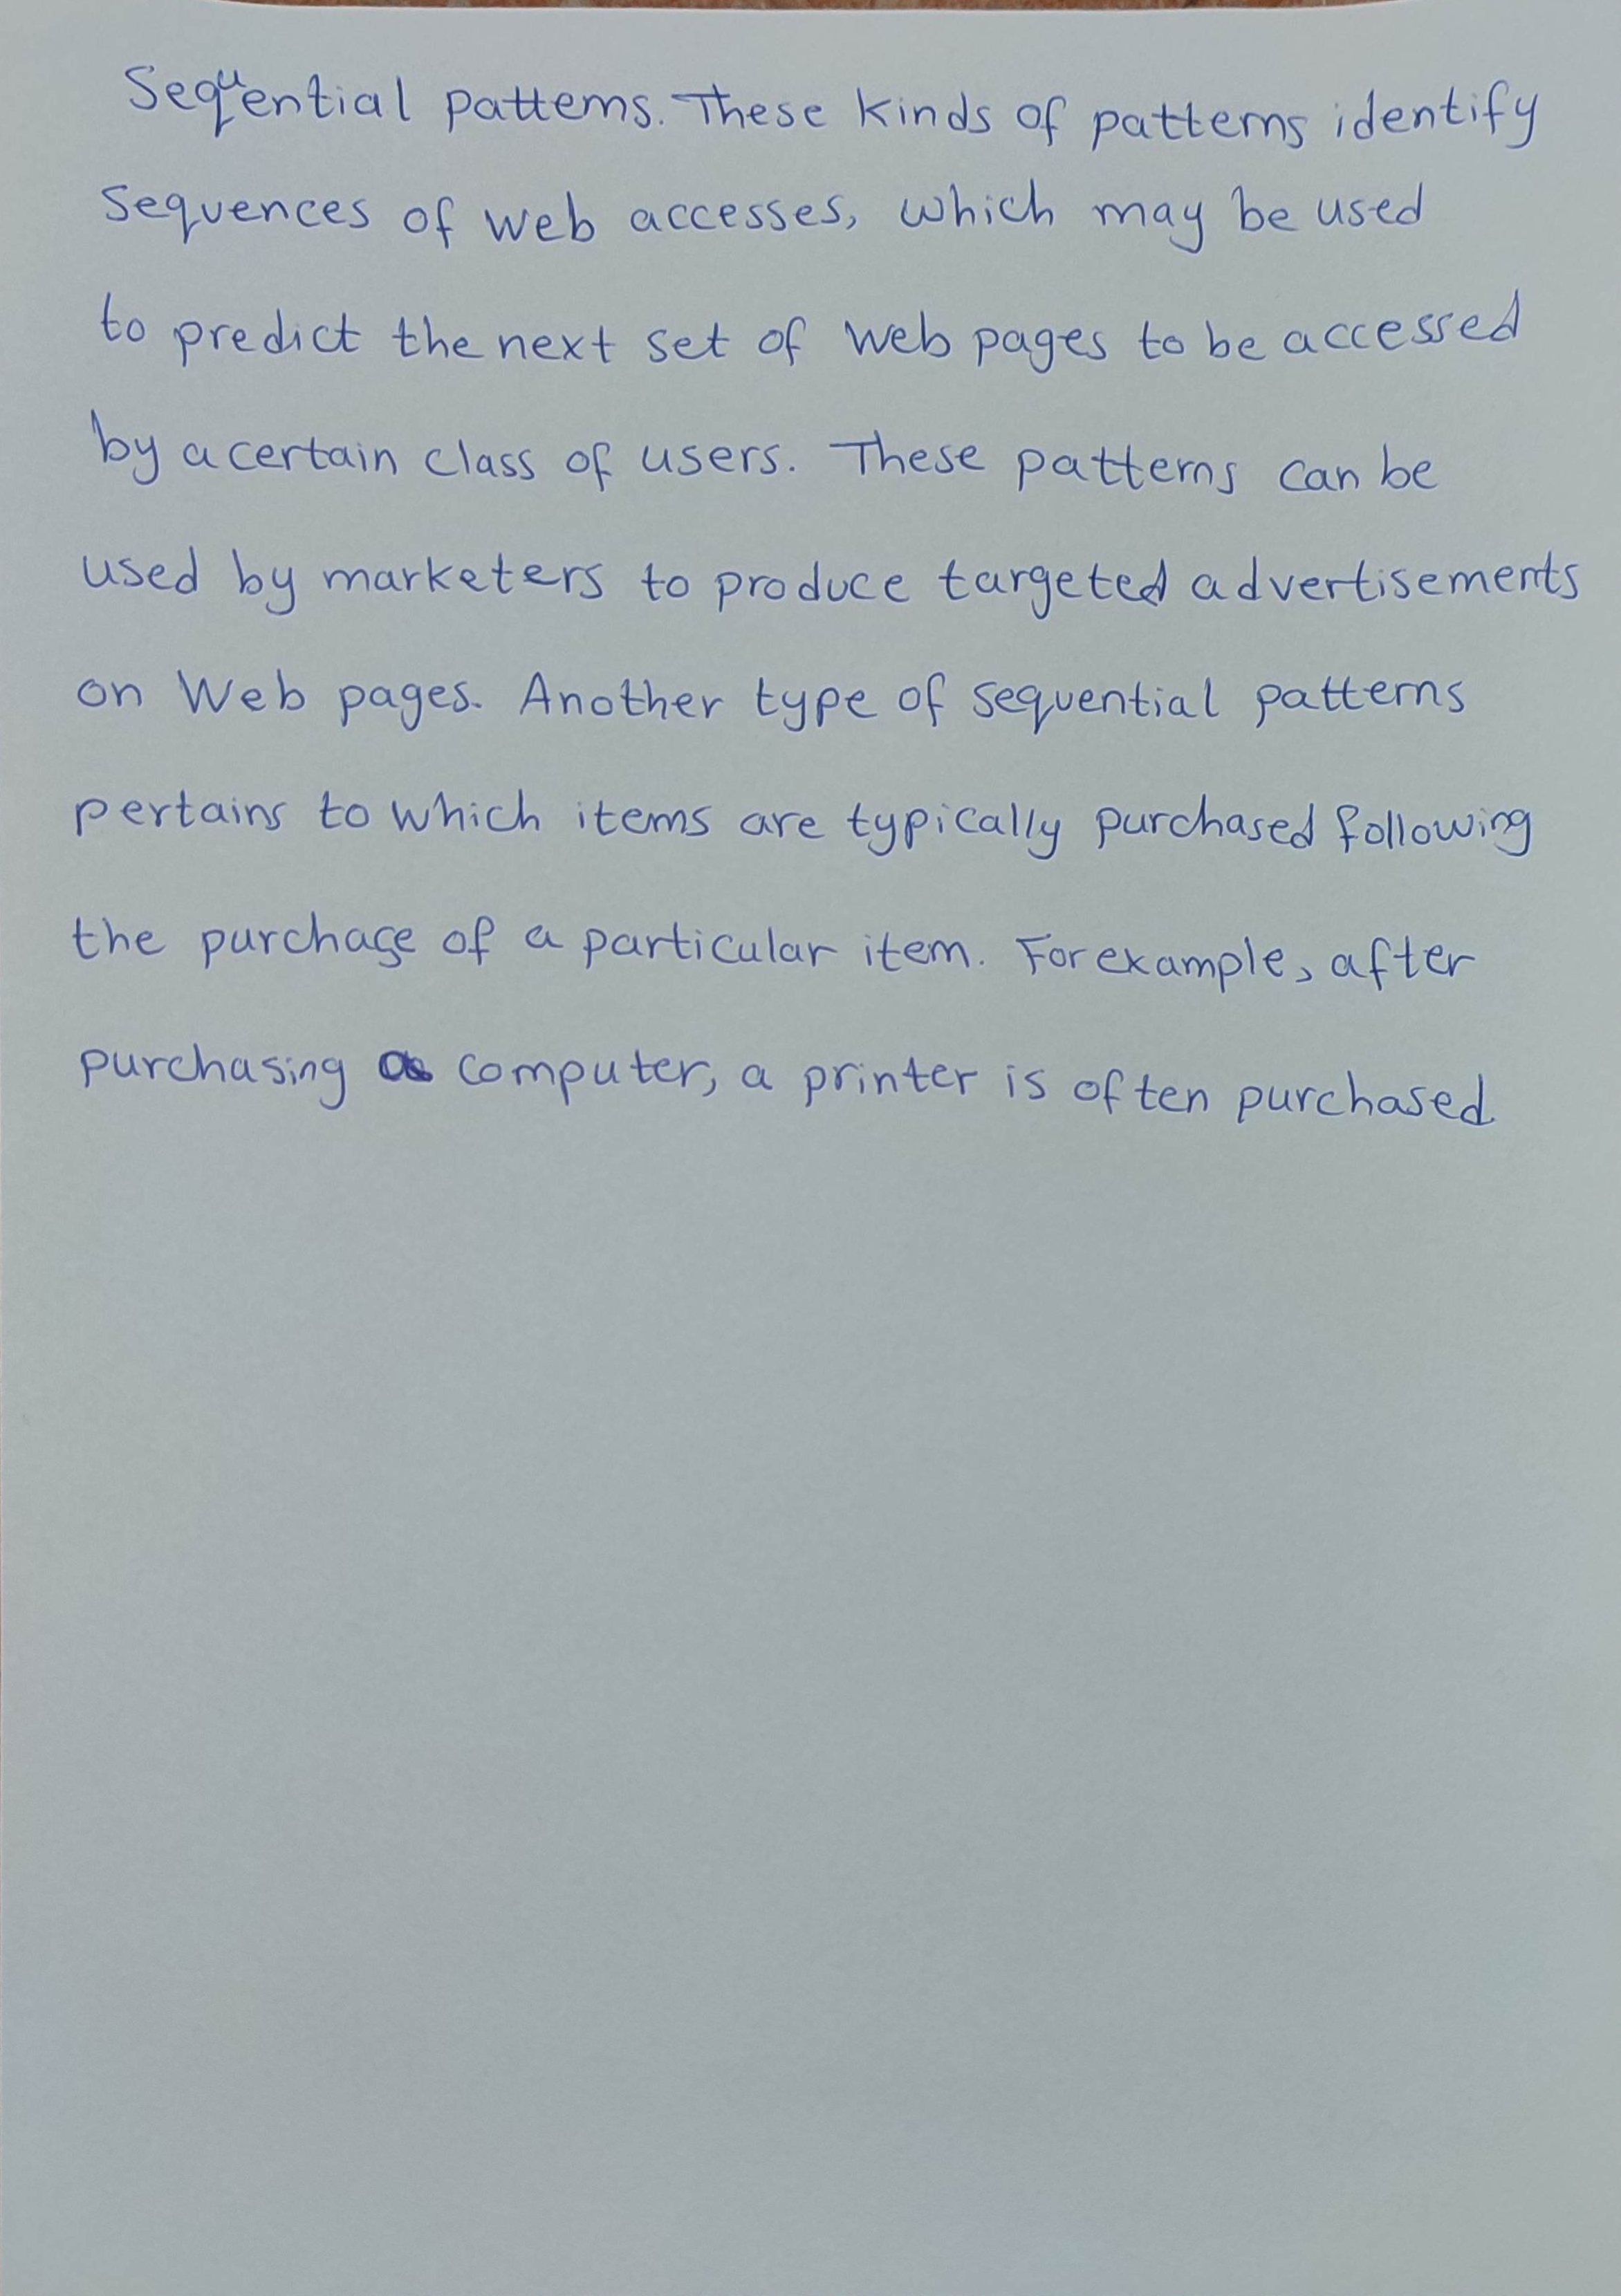 Sequential patterns. These kinds of patterns identify
sequences of web accesses, which may be used
to predict the next set of web pages to be accessed
by a certain class of users. These patterns can be
used by marketers to produce targeted advertisements
on Web pages. Another type of sequential patterns
pertains to which items are typically purchased following
the purchase of a particular item. For example, after
purchasing a computer, a printer is often purchased.